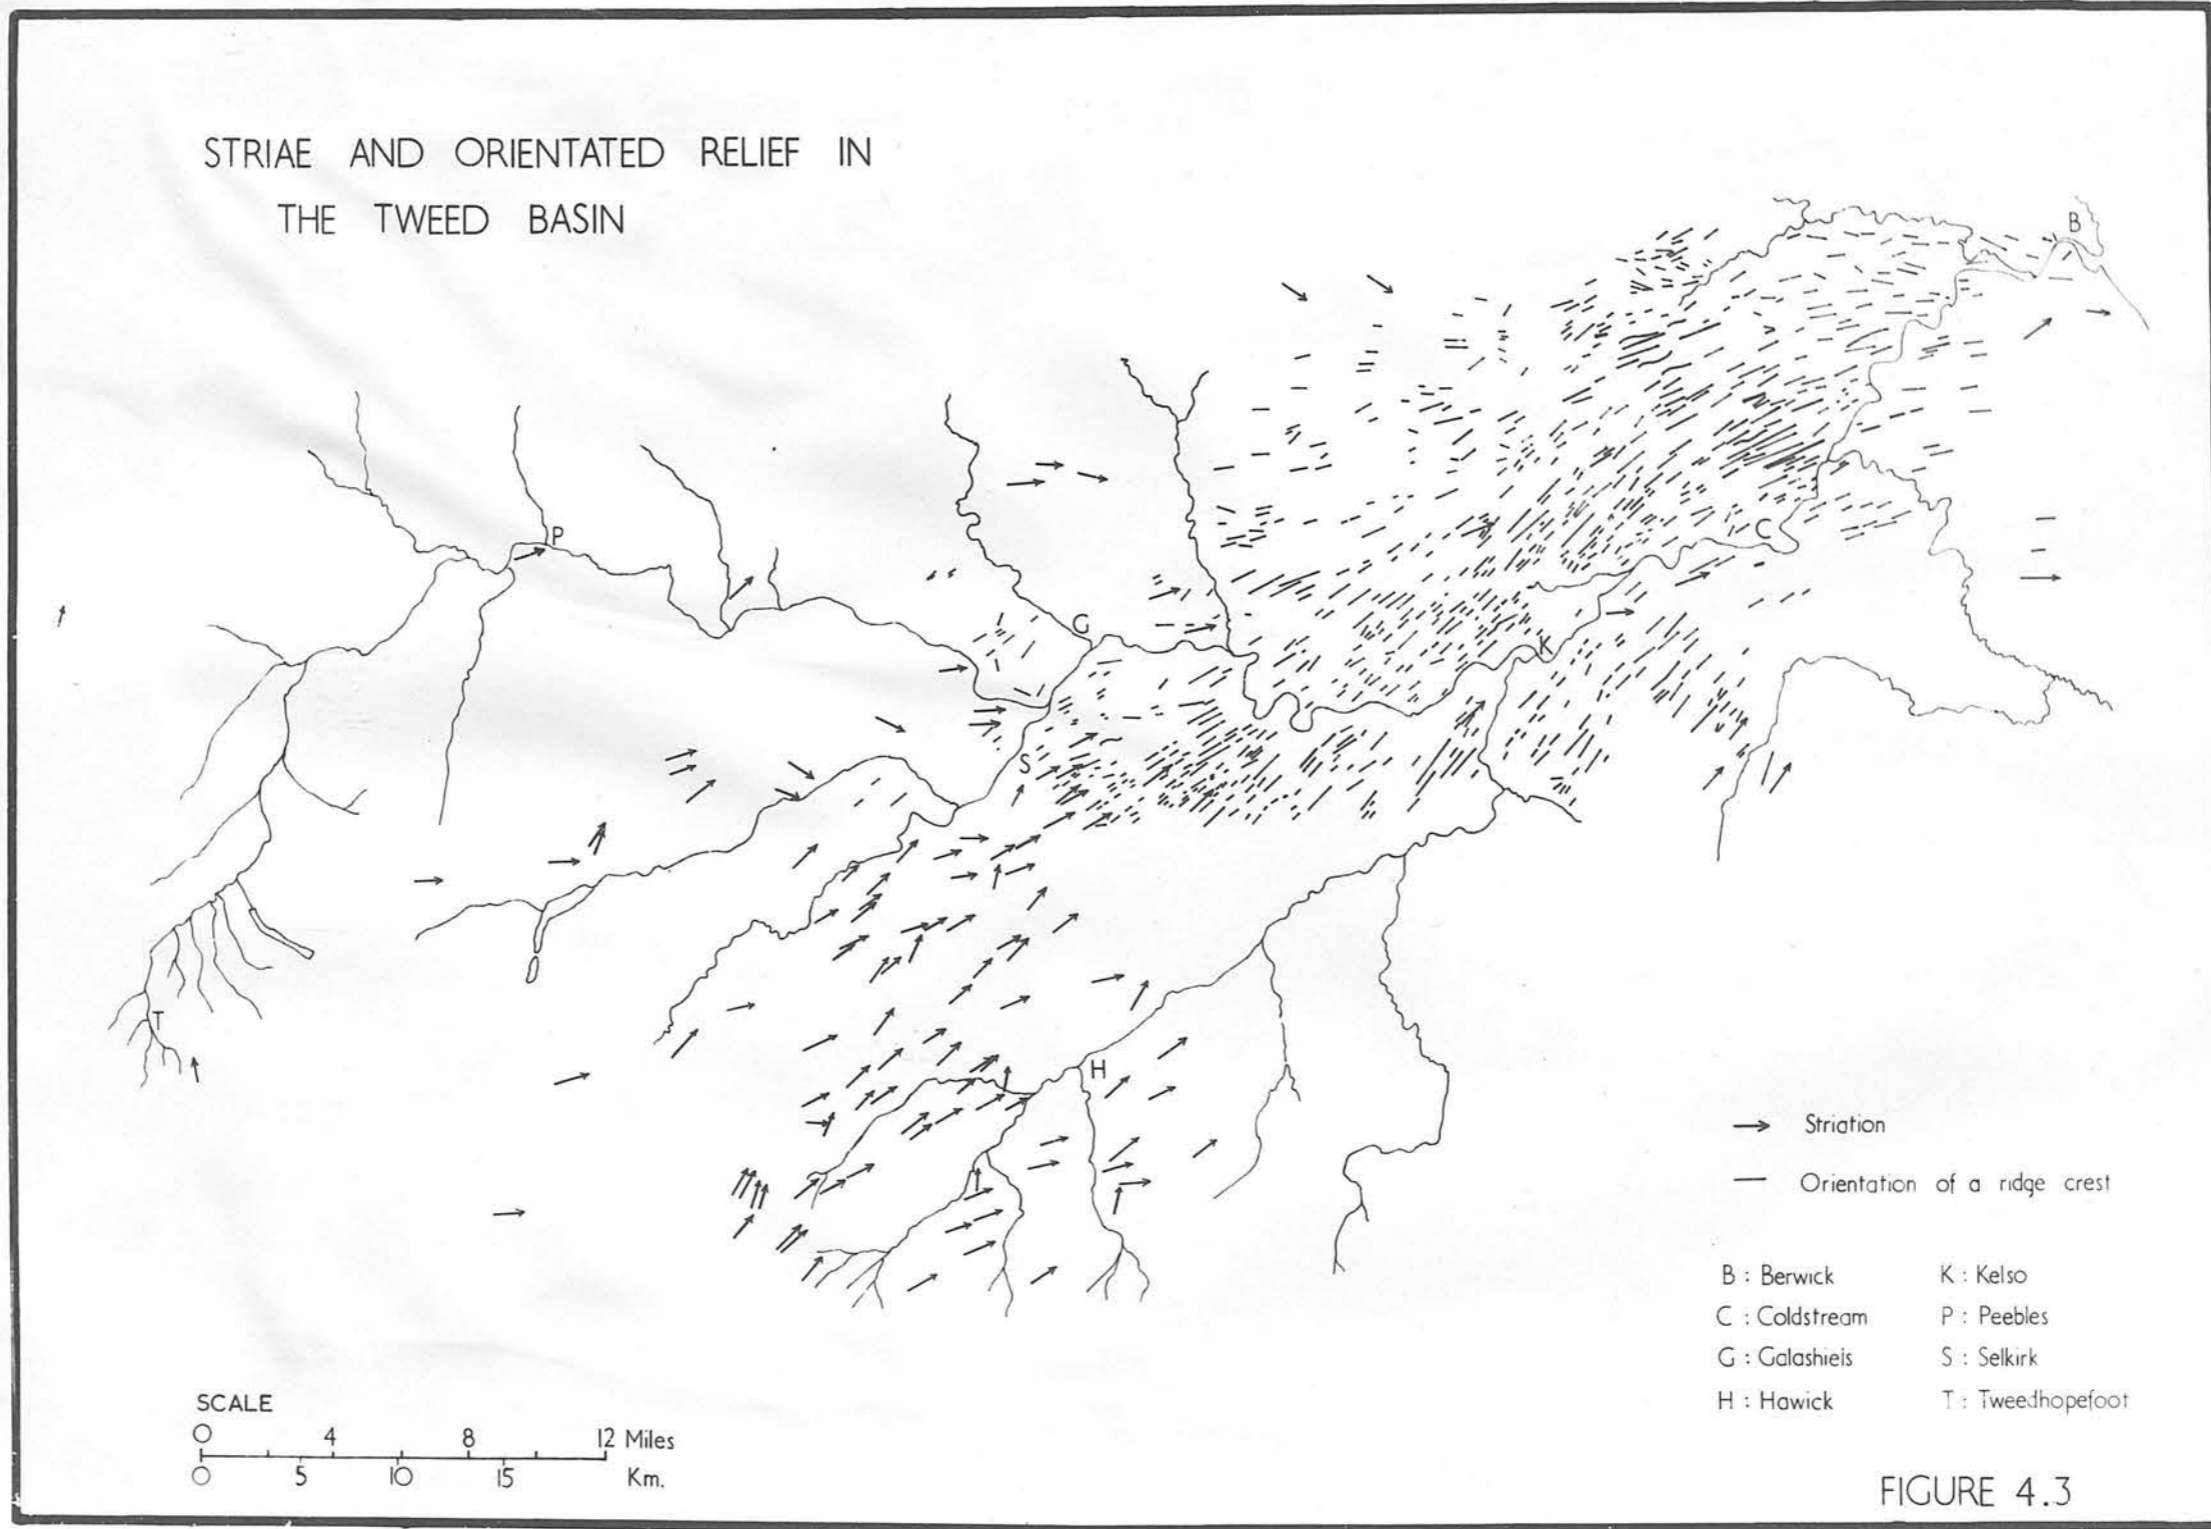 STRIAE AND ORIENTATED RELIEF IN
THE TWEED BASIN
B
P
G
C
K
S
T
H
Striation
Orientation of a ridge crest
B : Berwick
C : Coldstream
G : Galashiels
H : Hawick
K : Kelso
P : Peebles
S : Selkirk
T : Tweedhopefoot
SCALE
0 4 8 12 Miles
0 5 10 15 Km.
FIGURE 4.3